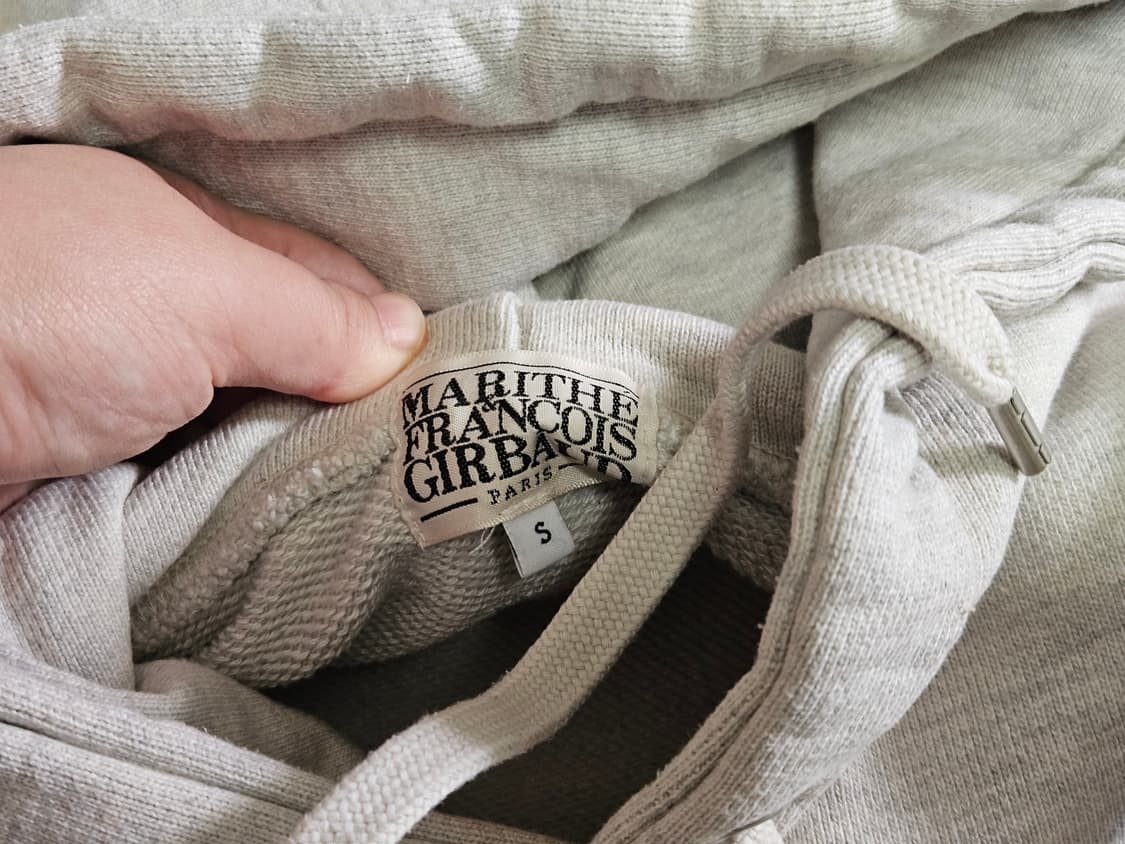 MARITHE
&
FRANCOIS
GIRBAUD
PARIS
S